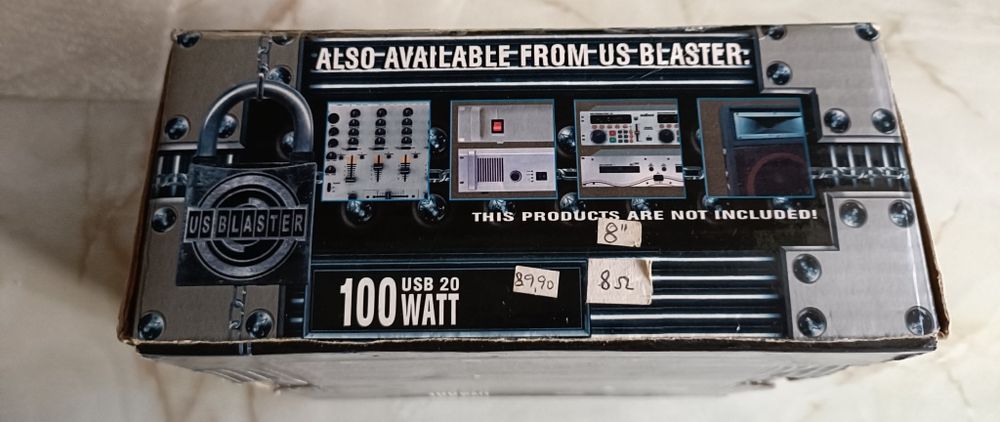 ALSO AVAILABLE FROM US BLASTER:
US BLASTER
THIS PRODUCTS ARE NOT INCLUDED!
8"
8Ω
89,90
USB 20
100 WATT